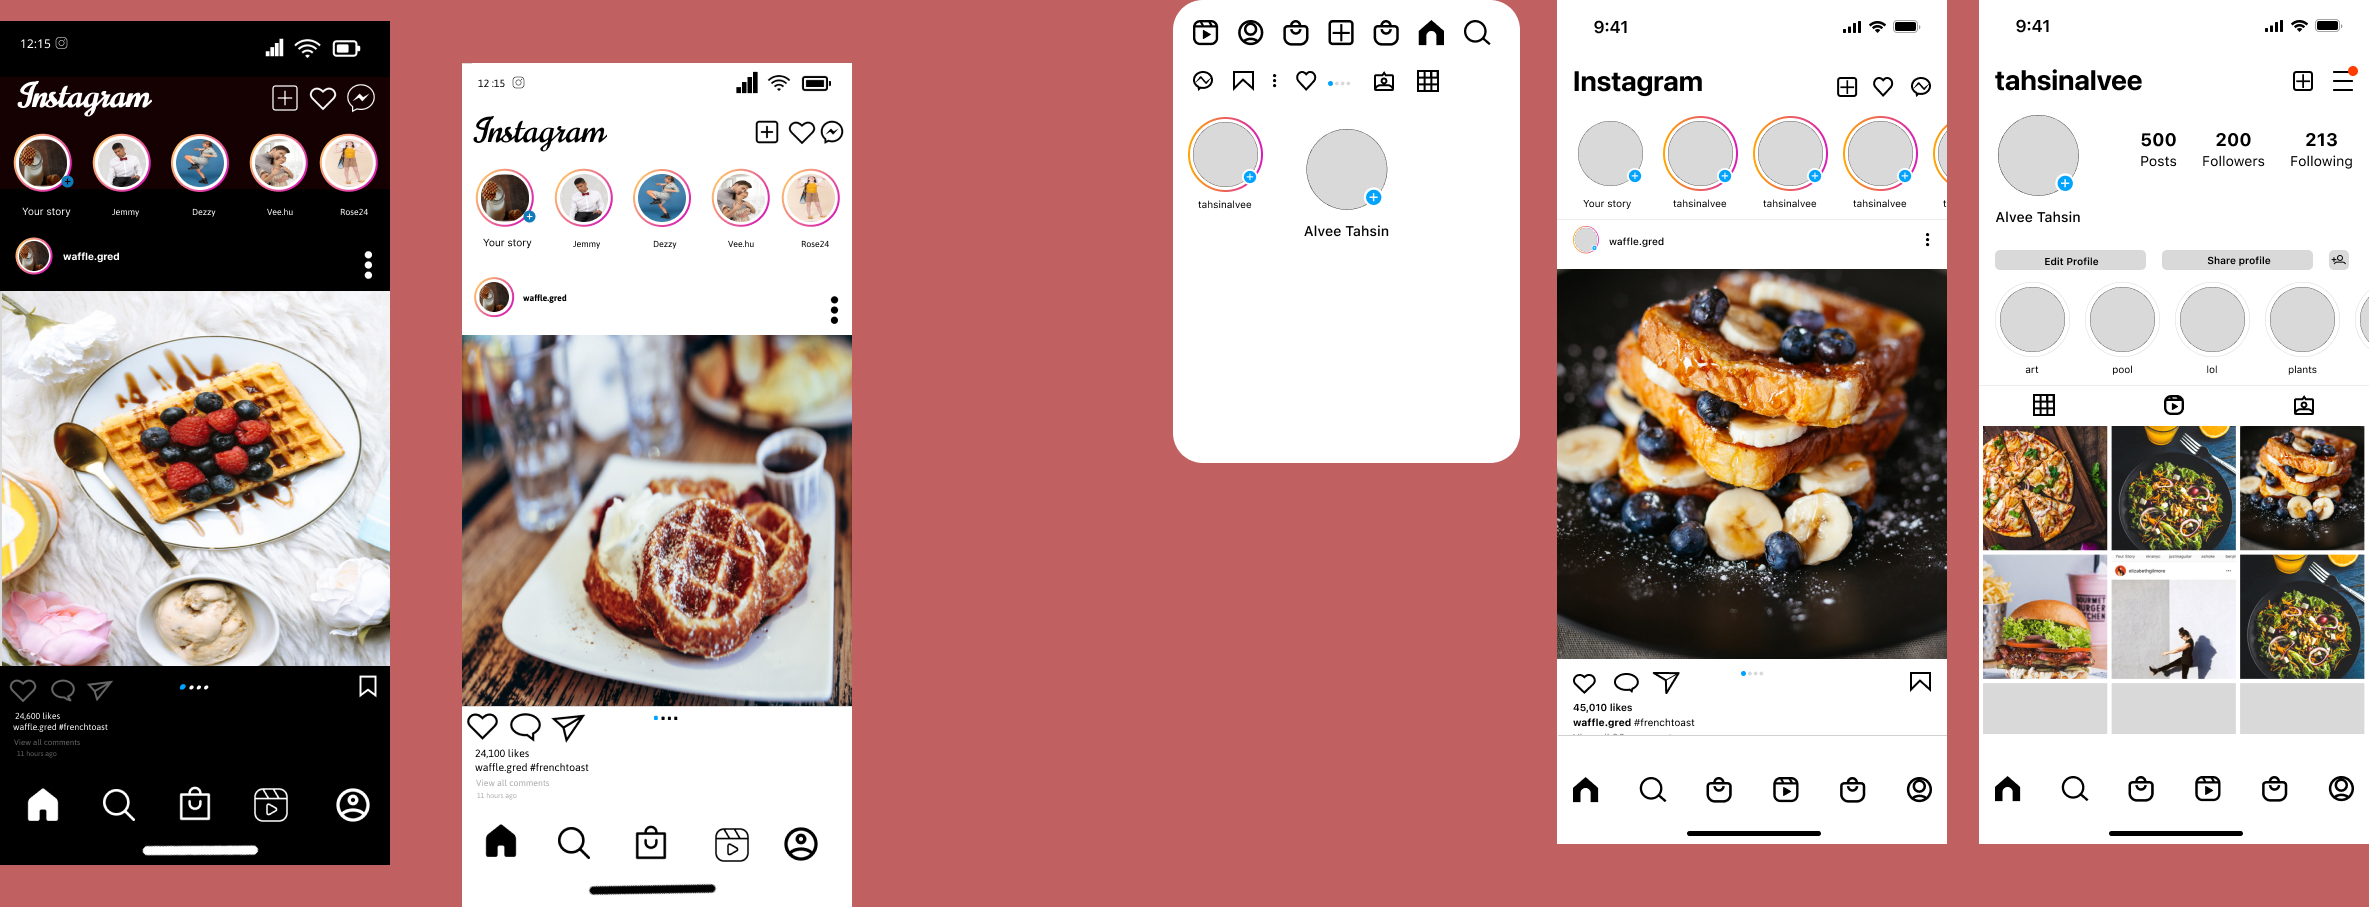 12:15
Instagram
Your story
Jemmy
Dezzy
Vee.hu
Rose24
waffle.gred
24,600 likes
waffle.gred #frenchtoast
View all comments
11 hours ago
12:15
Instagram
Your story
Jemmy
Dezzy
Vee.hu
Rose24
waffle.gred
24,100 likes
waffle.gred #frenchtoast
View all comments
11 hours ago
tahsinalvee
Alvee Tahsin
9:41
Instagram
Your story
tahsinalvee
tahsinalvee
tahsinalvee
waffle.gred
45,010 likes
waffle.gred #frenchtoast
9:41
tahsinalvee
500
200
213
Posts
Followers
Following
Alvee Tahsin
Edit Profile
Share profile
art
pool
lol
plants
Your Story
elizabethgilmore